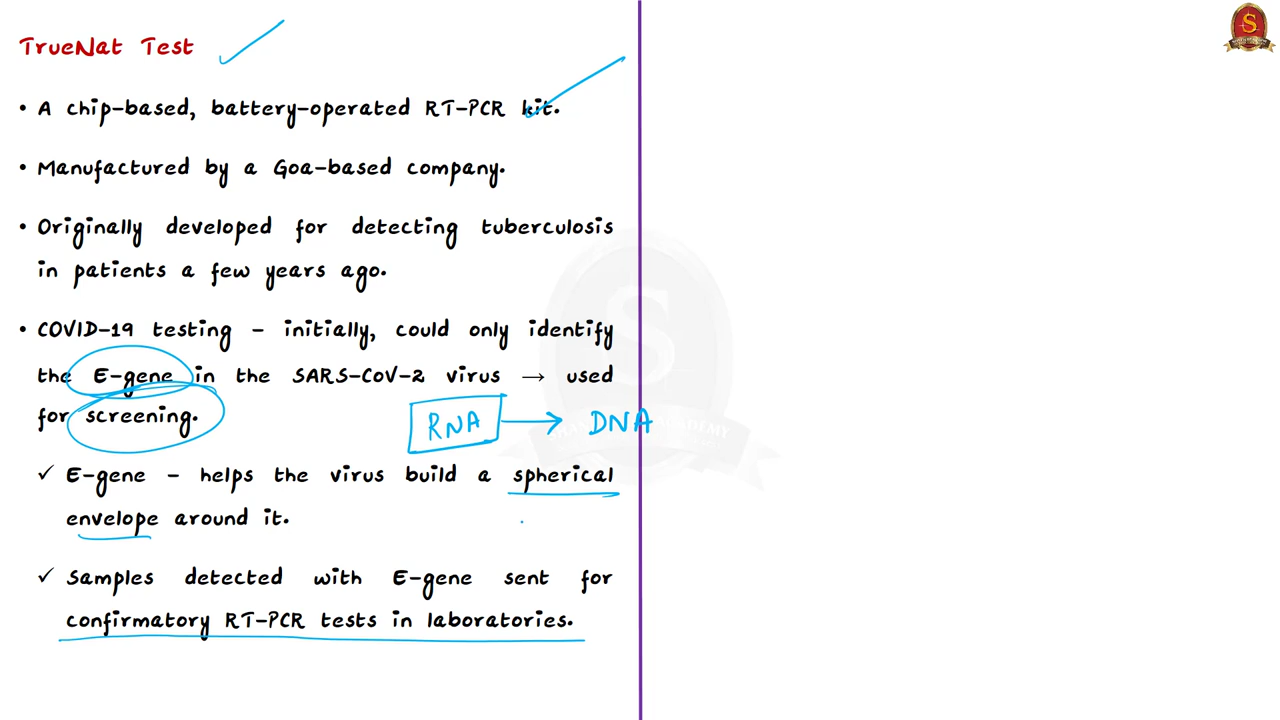 TrueNat Test
• A chip-based, battery-operated RT-PCR kit.
• Manufactured by a Goa-based company.
• Originally developed for detecting tuberculosis
in patients a few years ago.
• COVID-19 testing – initially, could only identify
the E-gene in the SARS-CoV-2 virus → used
for screening.
RNA → DNA
✓ E-gene – helps the virus build a spherical
envelope around it.
✓ Samples detected with E-gene sent for
confirmatory RT-PCR tests in laboratories.